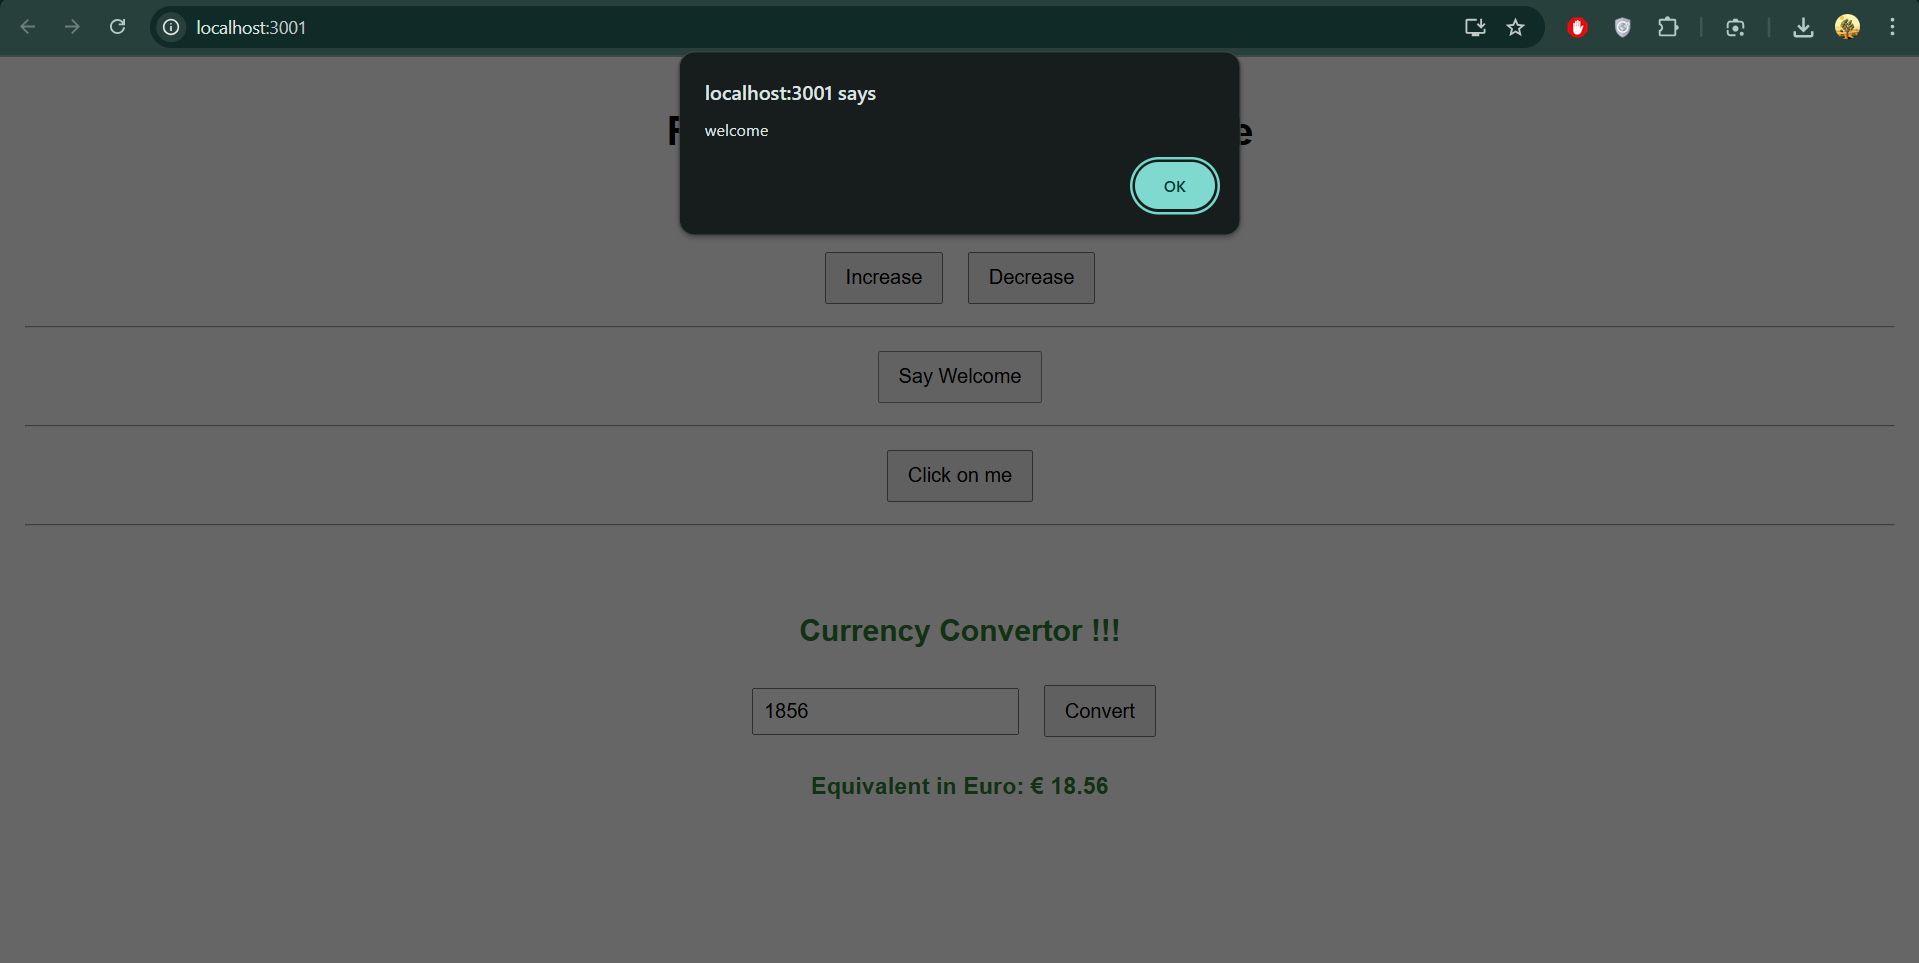 localhost:3001
localhost:3001 says
welcome
OK
Increase
Decrease
Say Welcome
Click on me
Currency Convertor !!!
1856
Convert
Equivalent in Euro: € 18.56